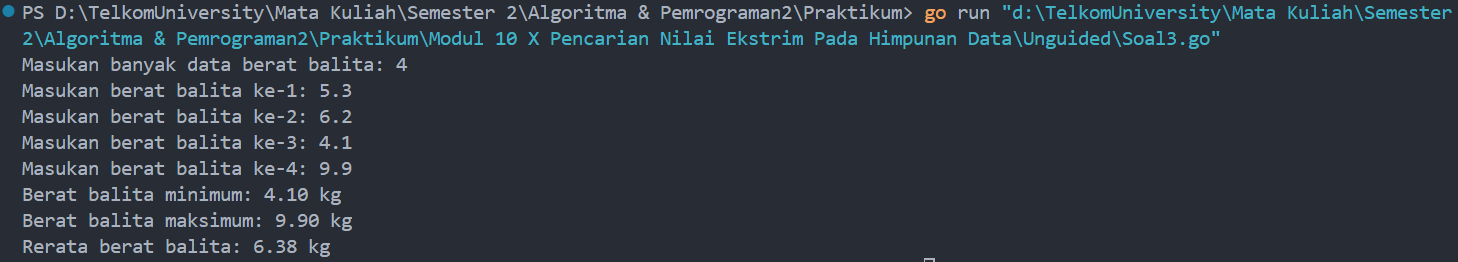 PS D:\TelkomUniversity\Mata Kuliah\Semester 2\Algoritma & Pemrograman2\Praktikum> go run "d:\TelkomUniversity\Mata Kuliah\Semester
2\Algoritma & Pemrograman2\Praktikum\Modul 10 X Pencarian Nilai Ekstrim Pada Himpunan Data\Unguided\Soal3.go"
Masukan banyak data berat balita: 4
Masukan berat balita ke-1: 5.3
Masukan berat balita ke-2: 6.2
Masukan berat balita ke-3: 4.1
Masukan berat balita ke-4: 9.9
Berat balita minimum: 4.10 kg
Berat balita maksimum: 9.90 kg
Rerata berat balita: 6.38 kg